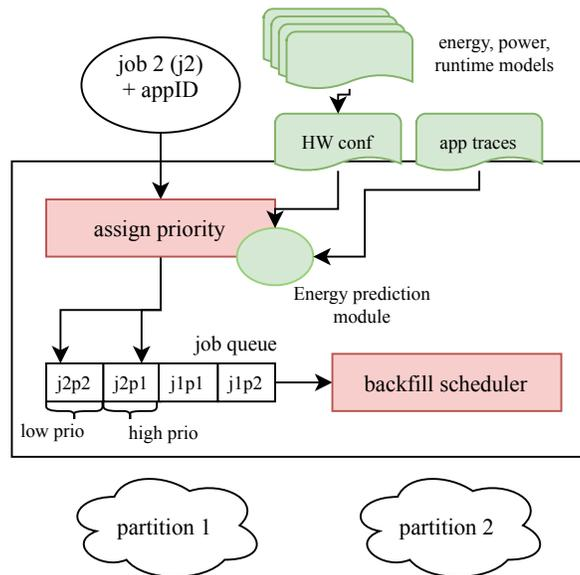 job 2 (j2)
+ appID
energy, power,
runtime models
HW conf
app traces
assign priority
Energy prediction
module
job queue
j2p2
j2p1
j1p1
j1p2
backfill scheduler
low prio
high prio
partition 1
partition 2